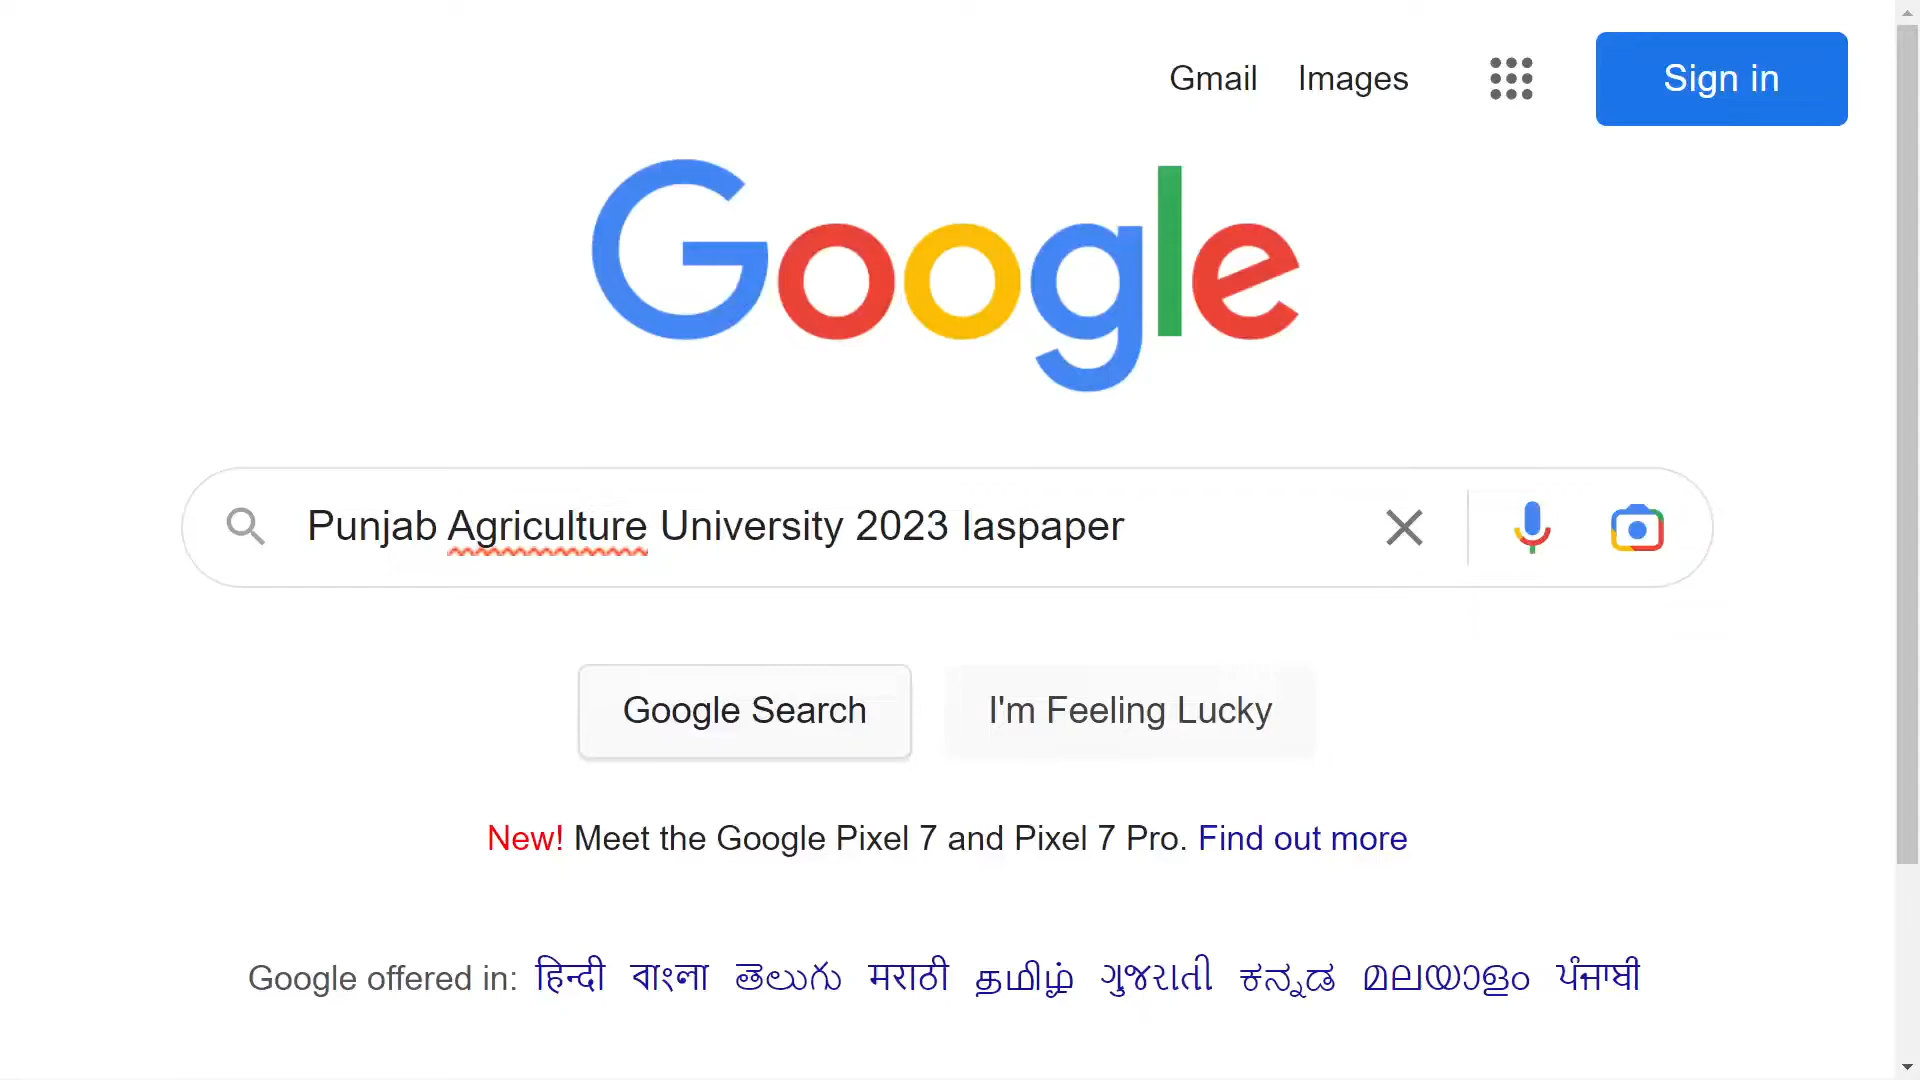 Gmail Images Sign in
Google
Punjab Agriculture University 2023 Iaspaper
Google Search I'm Feeling Lucky
New! Meet the Google Pixel 7 and Pixel 7 Pro. Find out more
Google offered in: हिन्दी বাংলা తెలుగు मराठी தமிழ் ગુજરાતી ಕನ್ನಡ മലയാളം ਪੰਜਾਬੀ